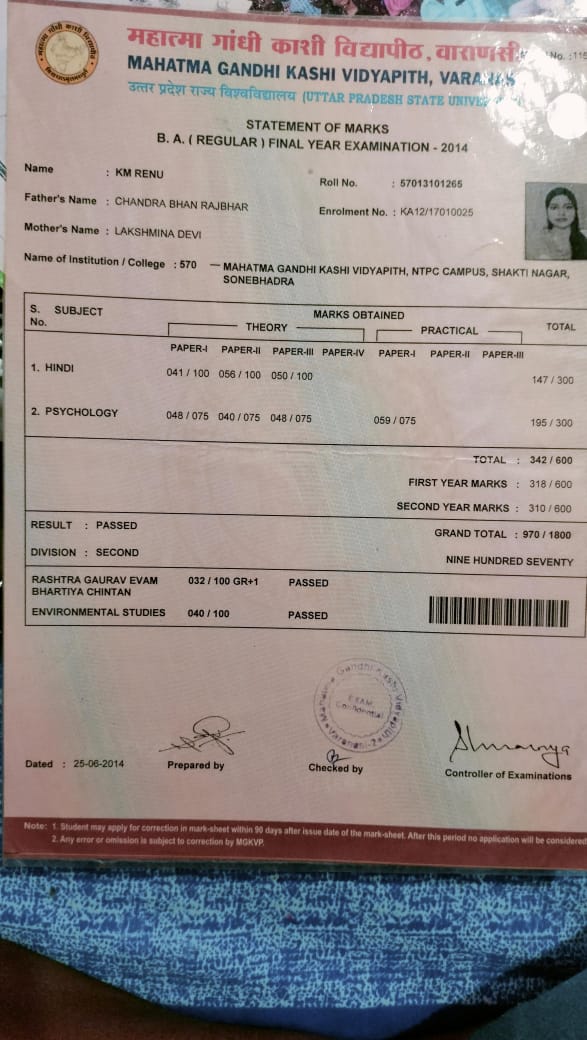 महात्मा गांधी काशी विद्यापीठ, वाराणसी
No. :115
MAHATMA GANDHI KASHI VIDYAPITH, VARANAS
उत्तर प्रदेश राज्य विश्वविद्यालय (UTTAR PRADESH STATE UNIVE
STATEMENT OF MARKS
B. A. ( REGULAR ) FINAL YEAR EXAMINATION - 2014
Name : KM RENU
Roll No. : 57013101265
Father's Name : CHANDRA BHAN RAJBHAR
Enrolment No. : KA12/17010025
Mother's Name : LAKSHMINA DEVI
Name of Institution / College : 570 — MAHATMA GANDHI KASHI VIDYAPITH, NTPC CAMPUS, SHAKTI NAGAR,
SONEBHADRA
S. No. SUBJECT MARKS OBTAINED TOTAL
THEORY PRACTICAL
PAPER-I PAPER-II PAPER-III PAPER-IV PAPER-I PAPER-II PAPER-III
1. HINDI 041 / 100 056 / 100 050 / 100 147 / 300
2. PSYCHOLOGY 048 / 075 040 / 075 048 / 075 059 / 075 195 / 300
TOTAL : 342 / 600
FIRST YEAR MARKS : 318 / 600
SECOND YEAR MARKS : 310 / 600
RESULT : PASSED
GRAND TOTAL : 970 / 1800
DIVISION : SECOND
NINE HUNDRED SEVENTY
RASHTRA GAURAV EVAM 032 / 100 GR+1 PASSED
BHARTIYA CHINTAN
ENVIRONMENTAL STUDIES 040 / 100 PASSED
Mahatma Gandhi Kashi Vidyapith
EXAM.
Confidential
Varanasi-2
Dated : 25-06-2014
Prepared by
Checked by
Controller of Examinations
Note: 1. Student may apply for correction in mark-sheet within 90 days after issue date of the mark-sheet. After this period no application will be considered
2. Any error or omission is subject to correction by MGKVP.